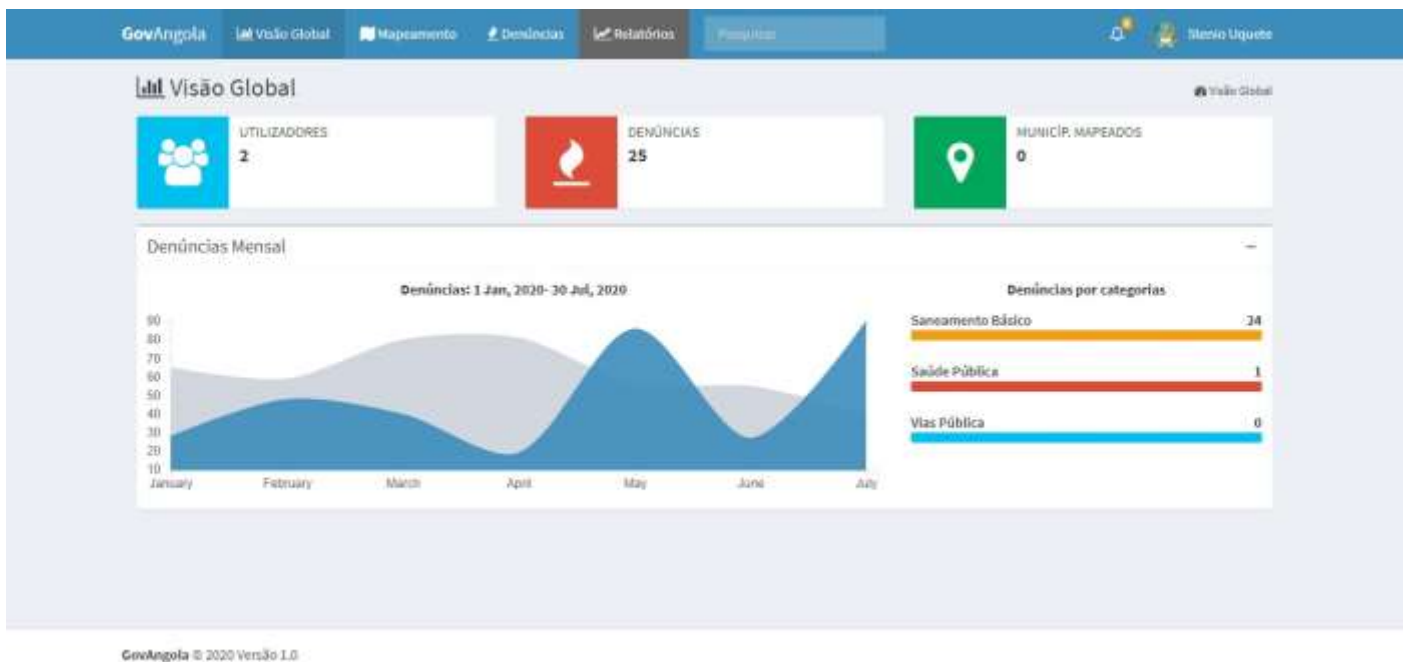 GovAngola Visão Global Mapeamento Denúncias Relatórios Pesquisar Stenio Uquete
Visão Global
Visão Global
UTILIZADORES
2
DENÚNCIAS
25
MUNICÍP. MAPEADOS
0
Denúncias Mensal
Denúncias: 1 Jan, 2020- 30 Jul, 2020
Denúncias por categorias
90
80
70
60
50
40
30
20
10
January February March April May June July
Saneamento Básico 24
Saúde Pública 1
Vias Pública 0
GovAngola © 2020 Versão 1.0